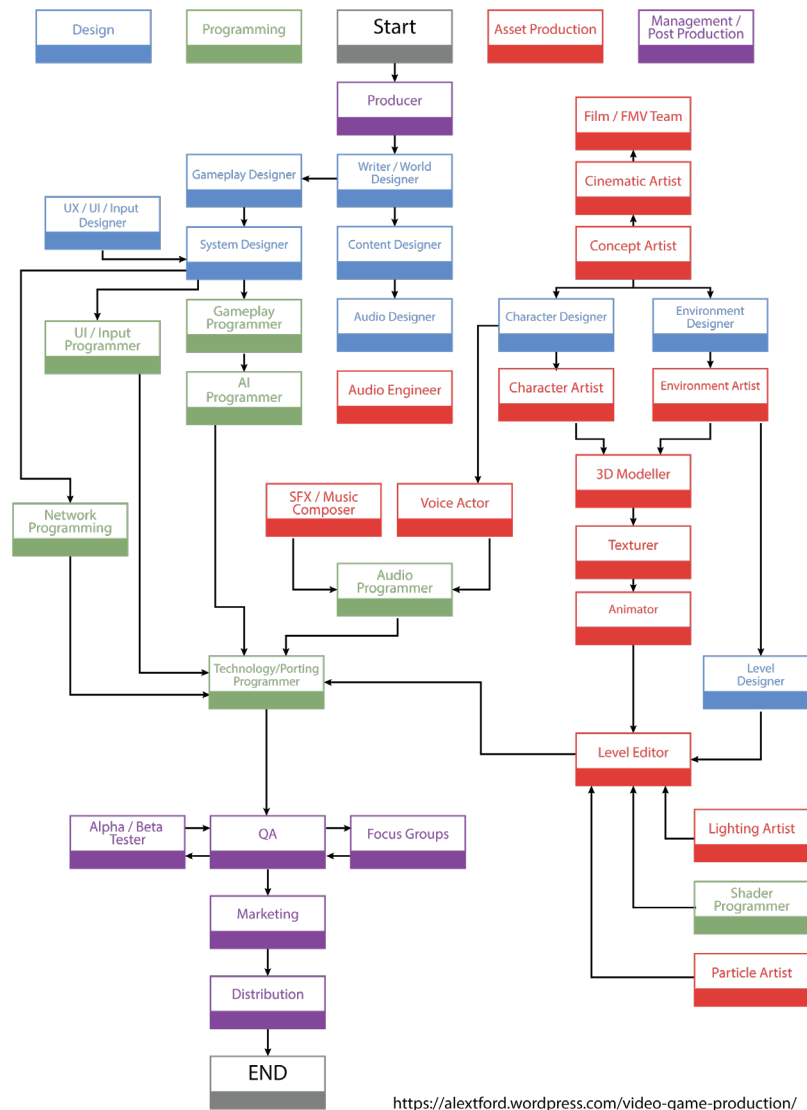 Design
Programming
Start
Asset Production
Management /
Post Production
Producer
Film / FMV Team
Gameplay Designer
Writer / World
Designer
Cinematic Artist
UX / UI / Input
Designer
System Designer
Content Designer
Concept Artist
UI / Input
Programmer
Gameplay
Programmer
Audio Designer
Character Designer
Environment
Designer
AI
Programmer
Audio Engineer
Character Artist
Environment Artist
3D Modeller
SFX / Music
Composer
Voice Actor
Network
Programming
Texturer
Audio
Programmer
Animator
Technology/Porting
Programmer
Level
Designer
Level Editor
Alpha / Beta
Tester
QA
Focus Groups
Lighting Artist
Shader
Programmer
Marketing
Particle Artist
Distribution
END
https://alextford.wordpress.com/video-game-production/